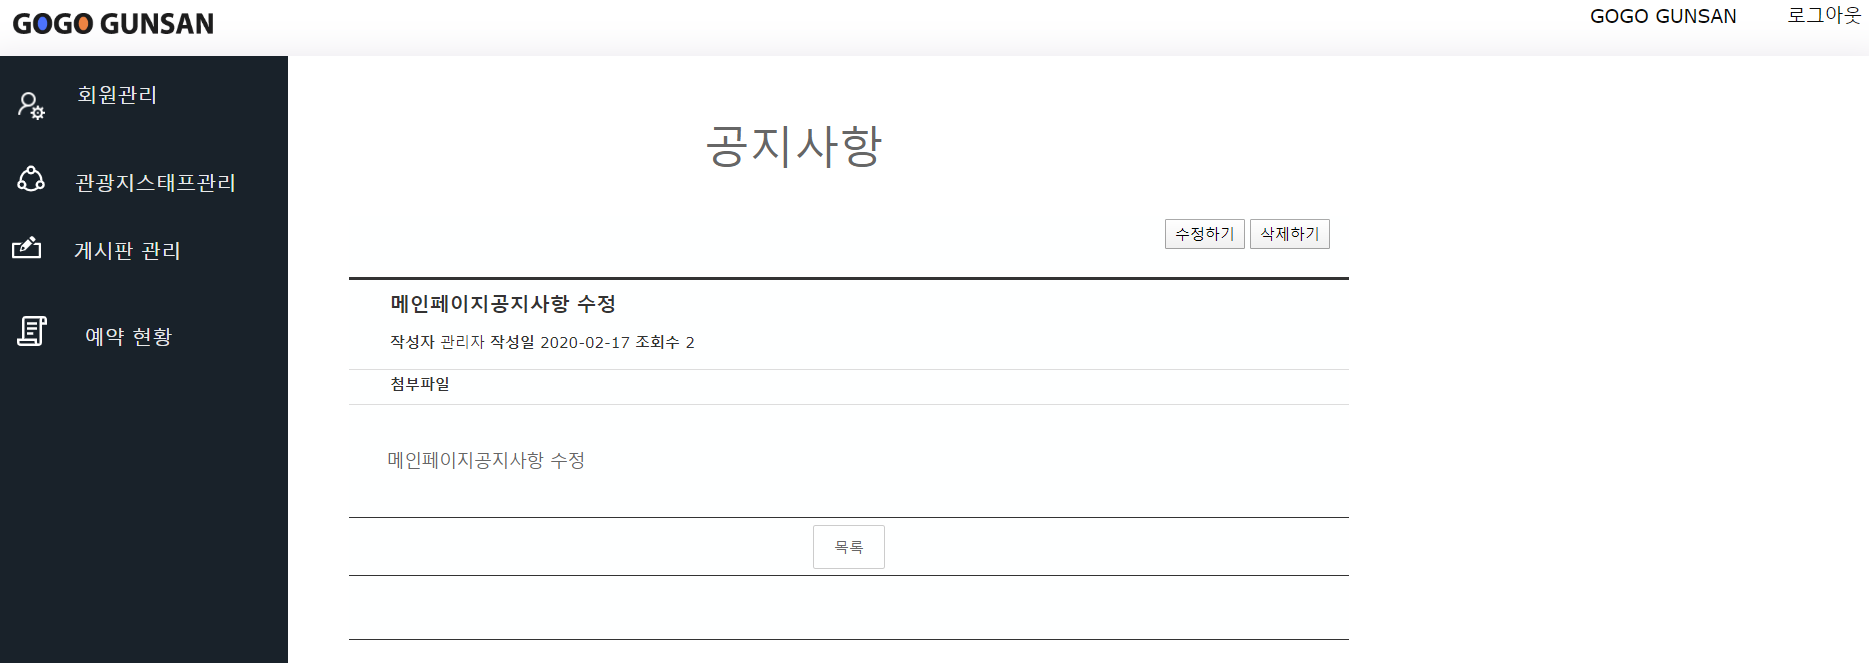 GOGO GUNSAN
GOGO GUNSAN 로그아웃
회원관리
관광지스태프관리
게시판 관리
예약 현황
공지사항
수정하기 삭제하기
메인페이지공지사항 수정
작성자 관리자 작성일 2020-02-17 조회수 2
첨부파일
메인페이지공지사항 수정
목록